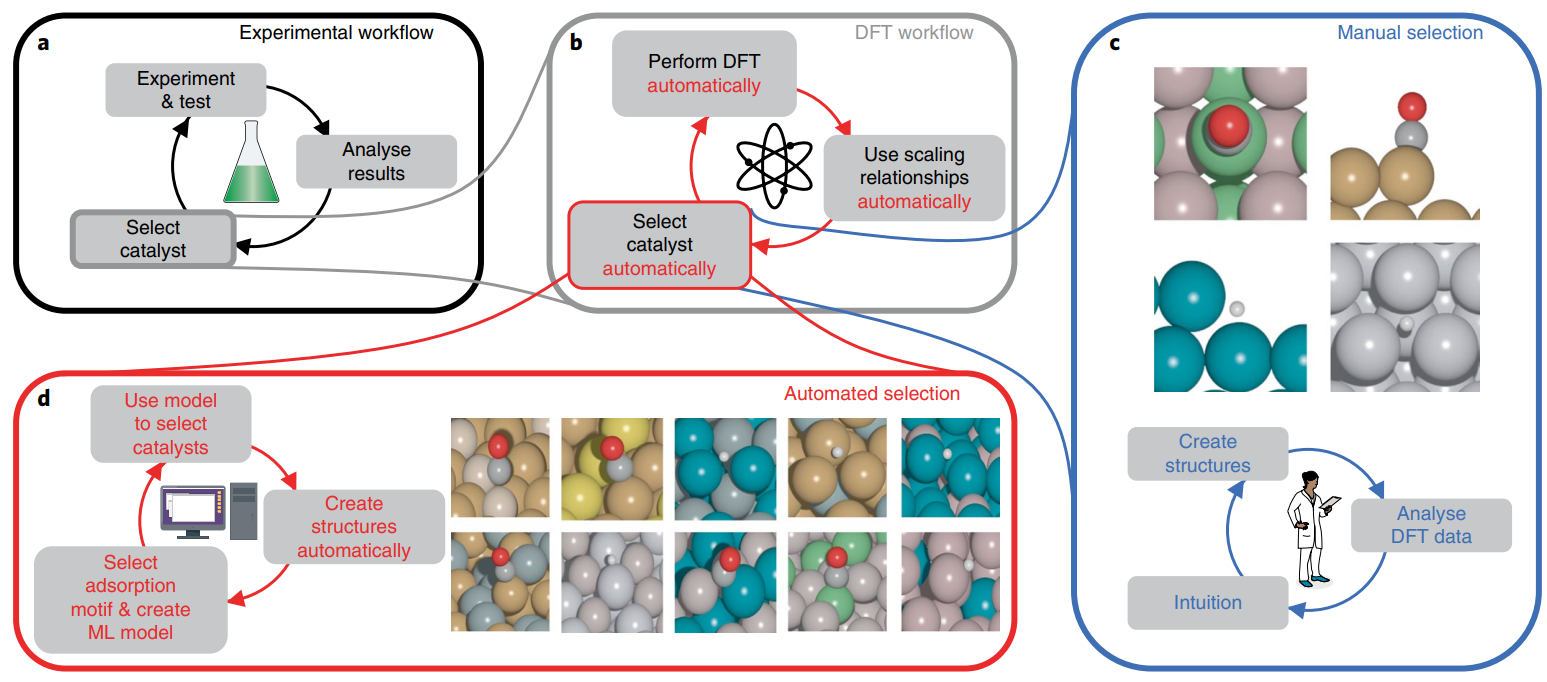 a
Experimental workflow
Experiment
& test
Analyse
results
Select
catalyst
b
DFT workflow
Perform DFT
automatically
Use scaling
relationships
automatically
Select
catalyst
automatically
c
Manual selection
Create
structures
Analyse
DFT data
Intuition
d
Automated selection
Use model
to select
catalysts
Create
structures
automatically
Select
adsorption
motif & create
ML model